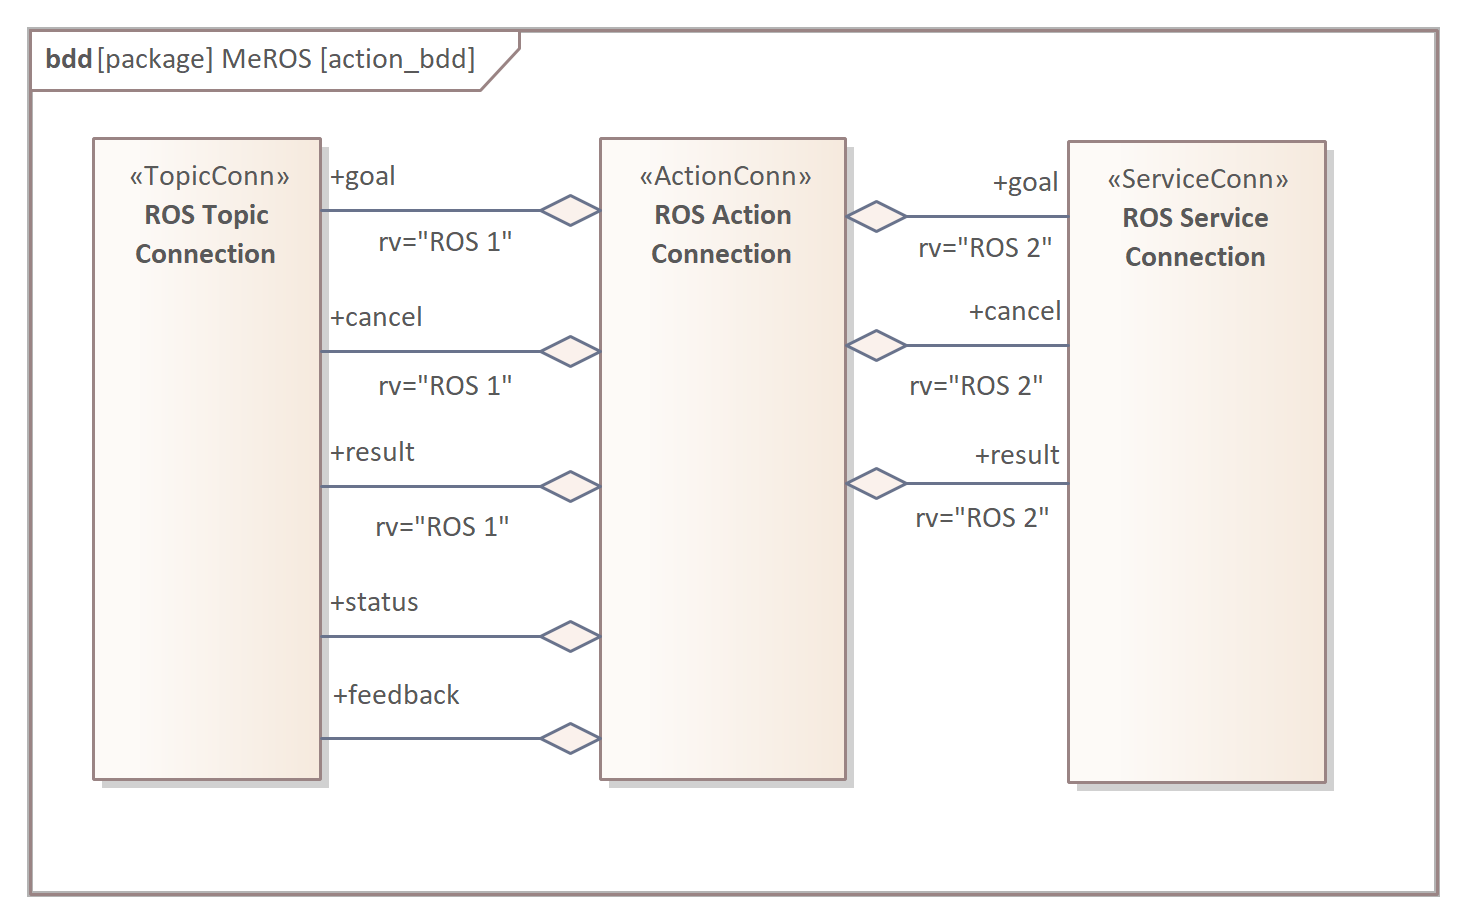 bdd [package] MeROS [action_bdd]
«TopicConn»
ROS Topic
Connection
+goal
rv="ROS 1"
+cancel
rv="ROS 1"
+result
rv="ROS 1"
+status
+feedback
«ActionConn»
ROS Action
Connection
+goal
rv="ROS 2"
+cancel
rv="ROS 2"
+result
rv="ROS 2"
«ServiceConn»
ROS Service
Connection